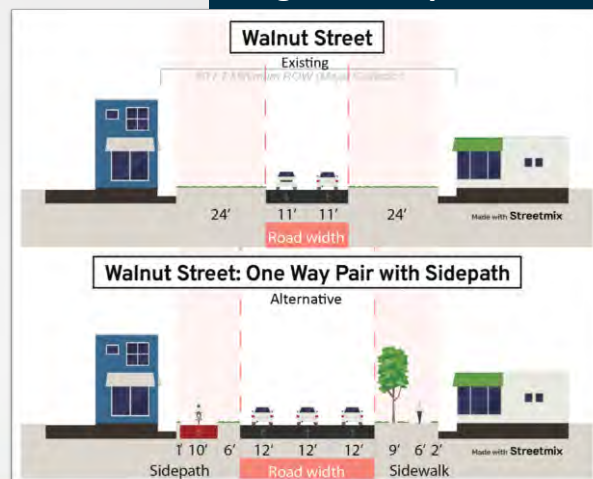 Walnut Street
Existing
24' 11' 11' 24'
Made with Streetmix
Road width
Walnut Street: One Way Pair with Sidepath
Alternative
1' 10' 6' 12' 12' 12' 9' 6' 2'
Made with Streetmix
Sidepath Road width Sidewalk